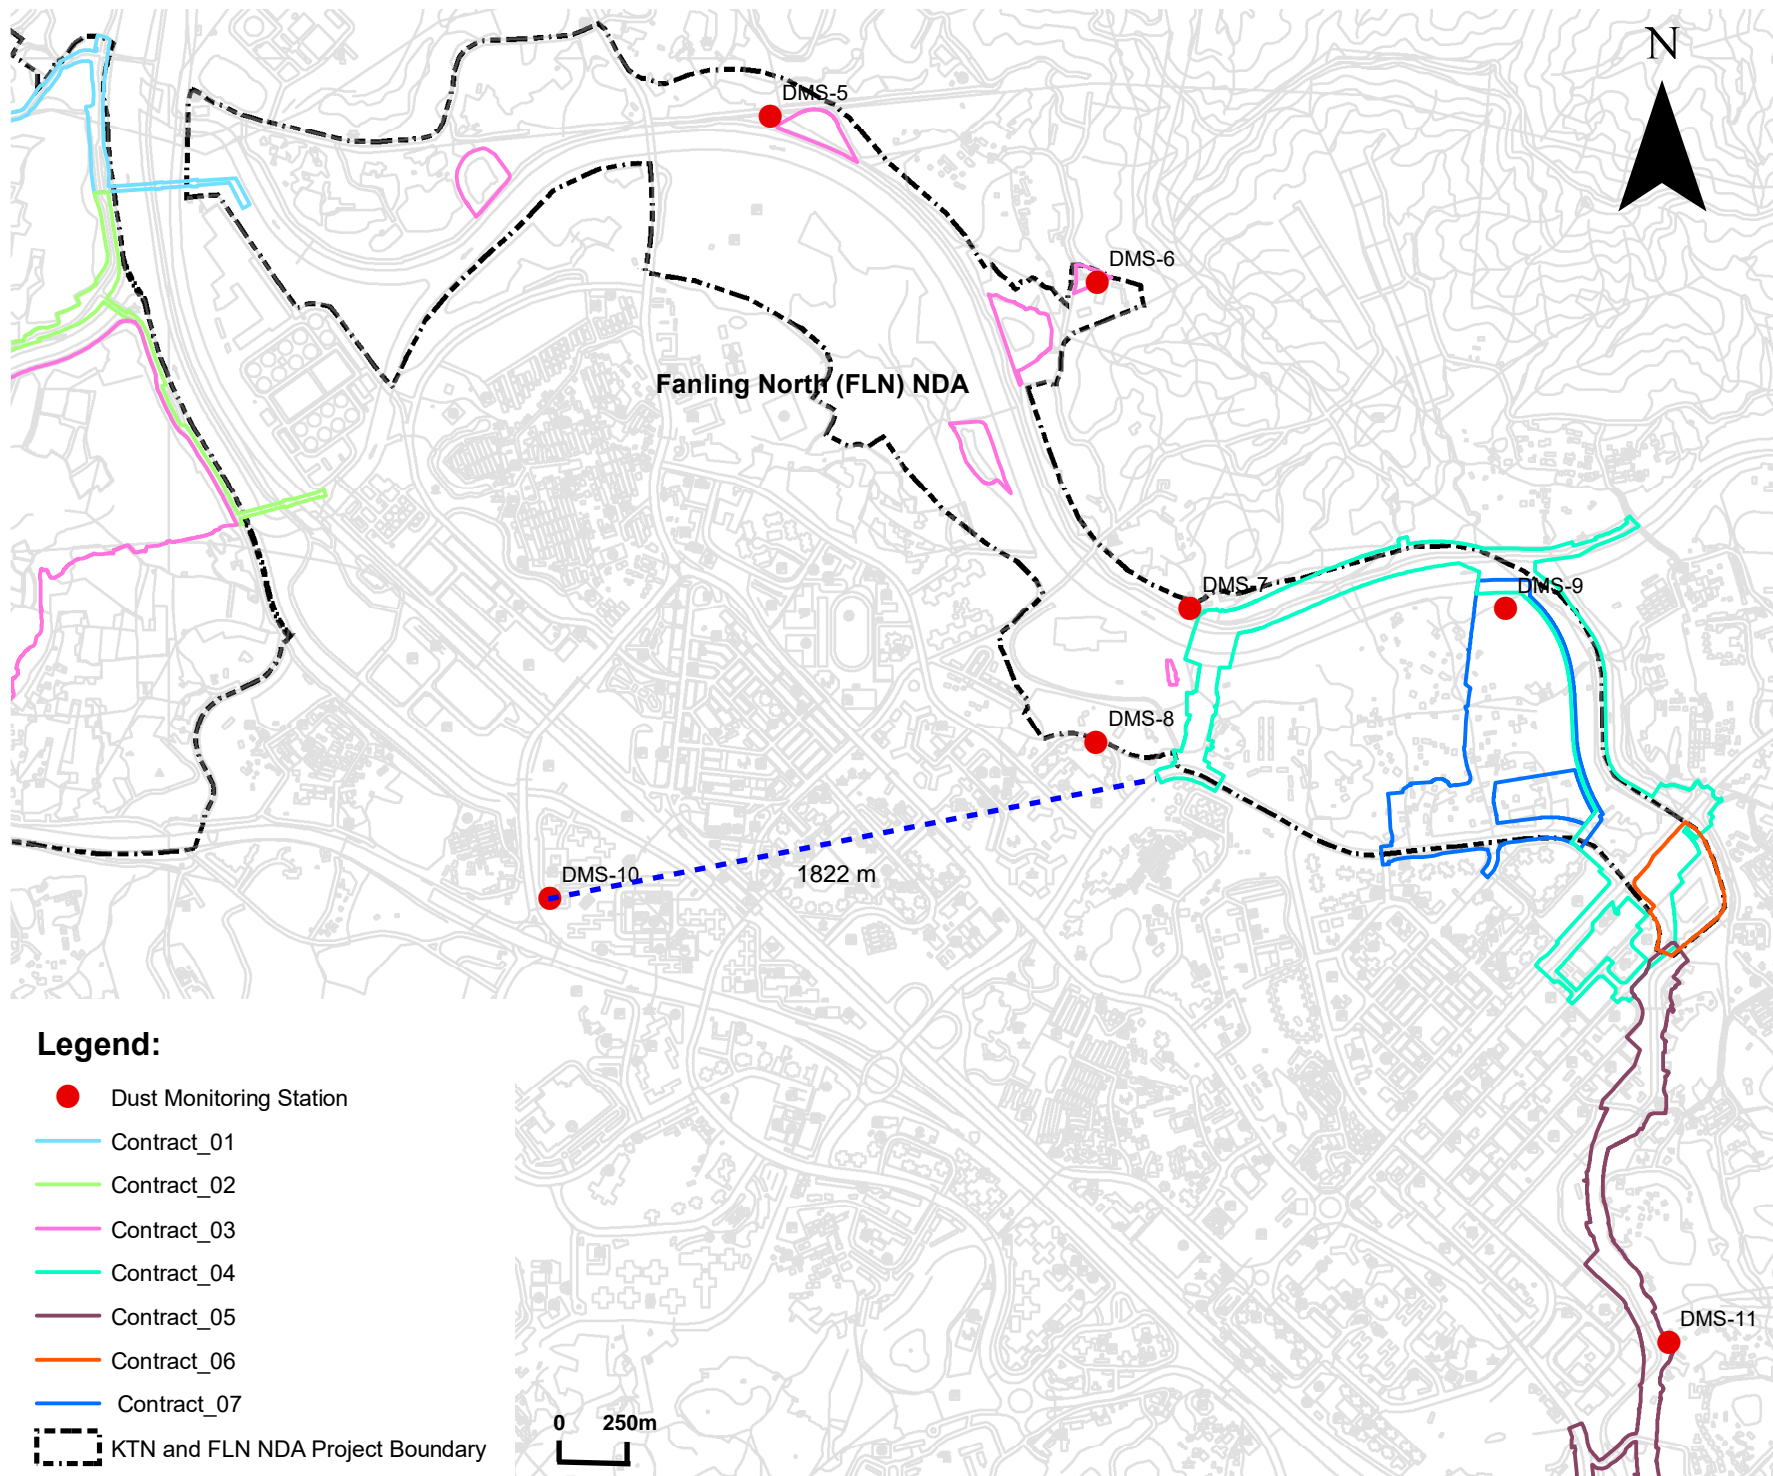 N
DMS-5
DMS-6
Fanling North (FLN) NDA
DMS-7
DMS-9
DMS-8
DMS-10
1822 m
Legend:
Dust Monitoring Station
Contract_01
Contract_02
Contract_03
Contract_04
Contract_05
Contract_06
Contract_07
KTN and FLN NDA Project Boundary
DMS-11
0 250m